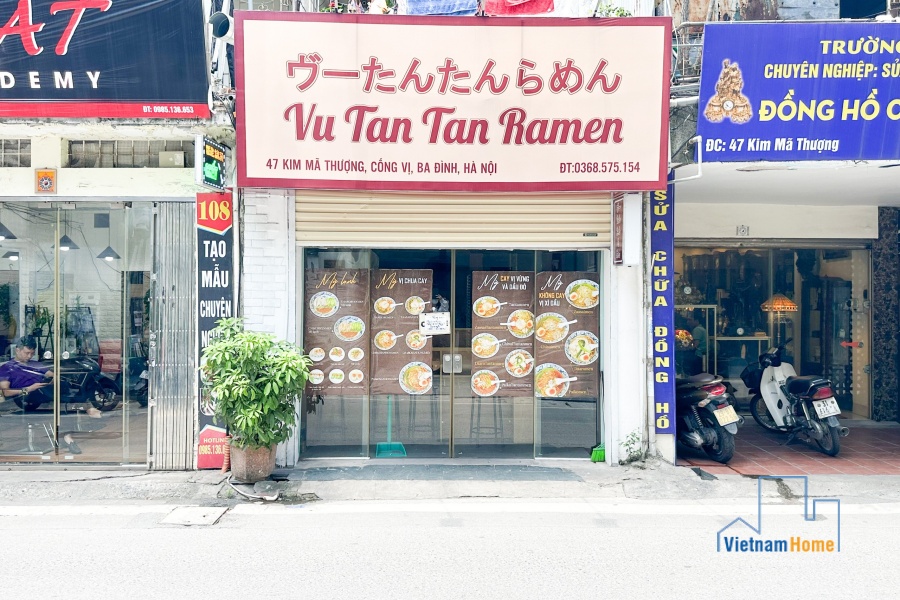 AT
DEMY
ĐT: 0985.130.853
ヴーたんたんらめん
Vu Tan Tan Ramen
47 KIM MÃ THƯỢNG, CỐNG VỊ, BA ĐÌNH, HÀ NỘI
ĐT:0368.575.154
TRƯỜNG
CHUYÊN NGHIỆP: SỬ
ĐỒNG HỒ C
ĐC: 47 Kim Mã Thượng
108
TẠO
MẪU
CHUYÊN
HOTLINE
Mỳ lạnh
Mỳ VỊ CHUA CAY
Mỳ CAY VỊ VỪNG
VÀ DẦU ĐỎ
Mỳ
KHÔNG CAY
VỊ XÌ DẦU
SỬA CHỮA ĐỒNG HỒ
VietnamHome